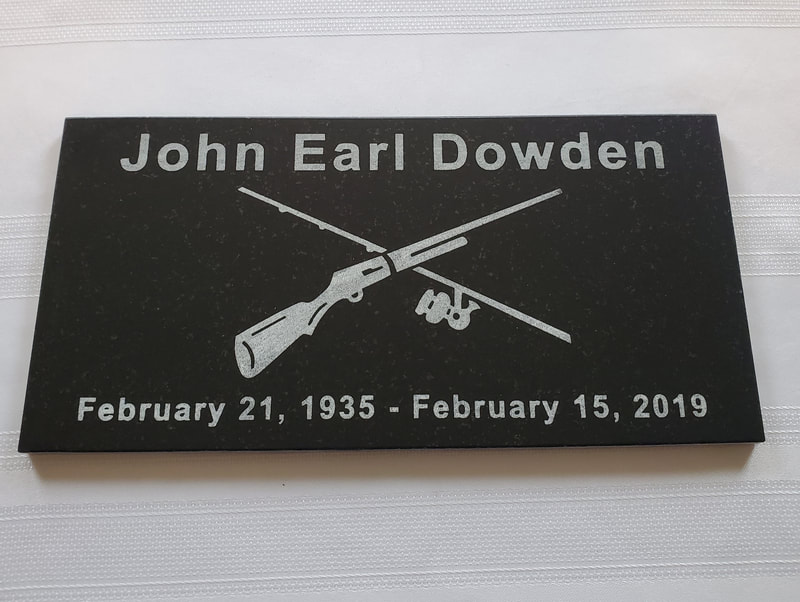 John Earl Dowden
February 21, 1935 - February 15, 2019